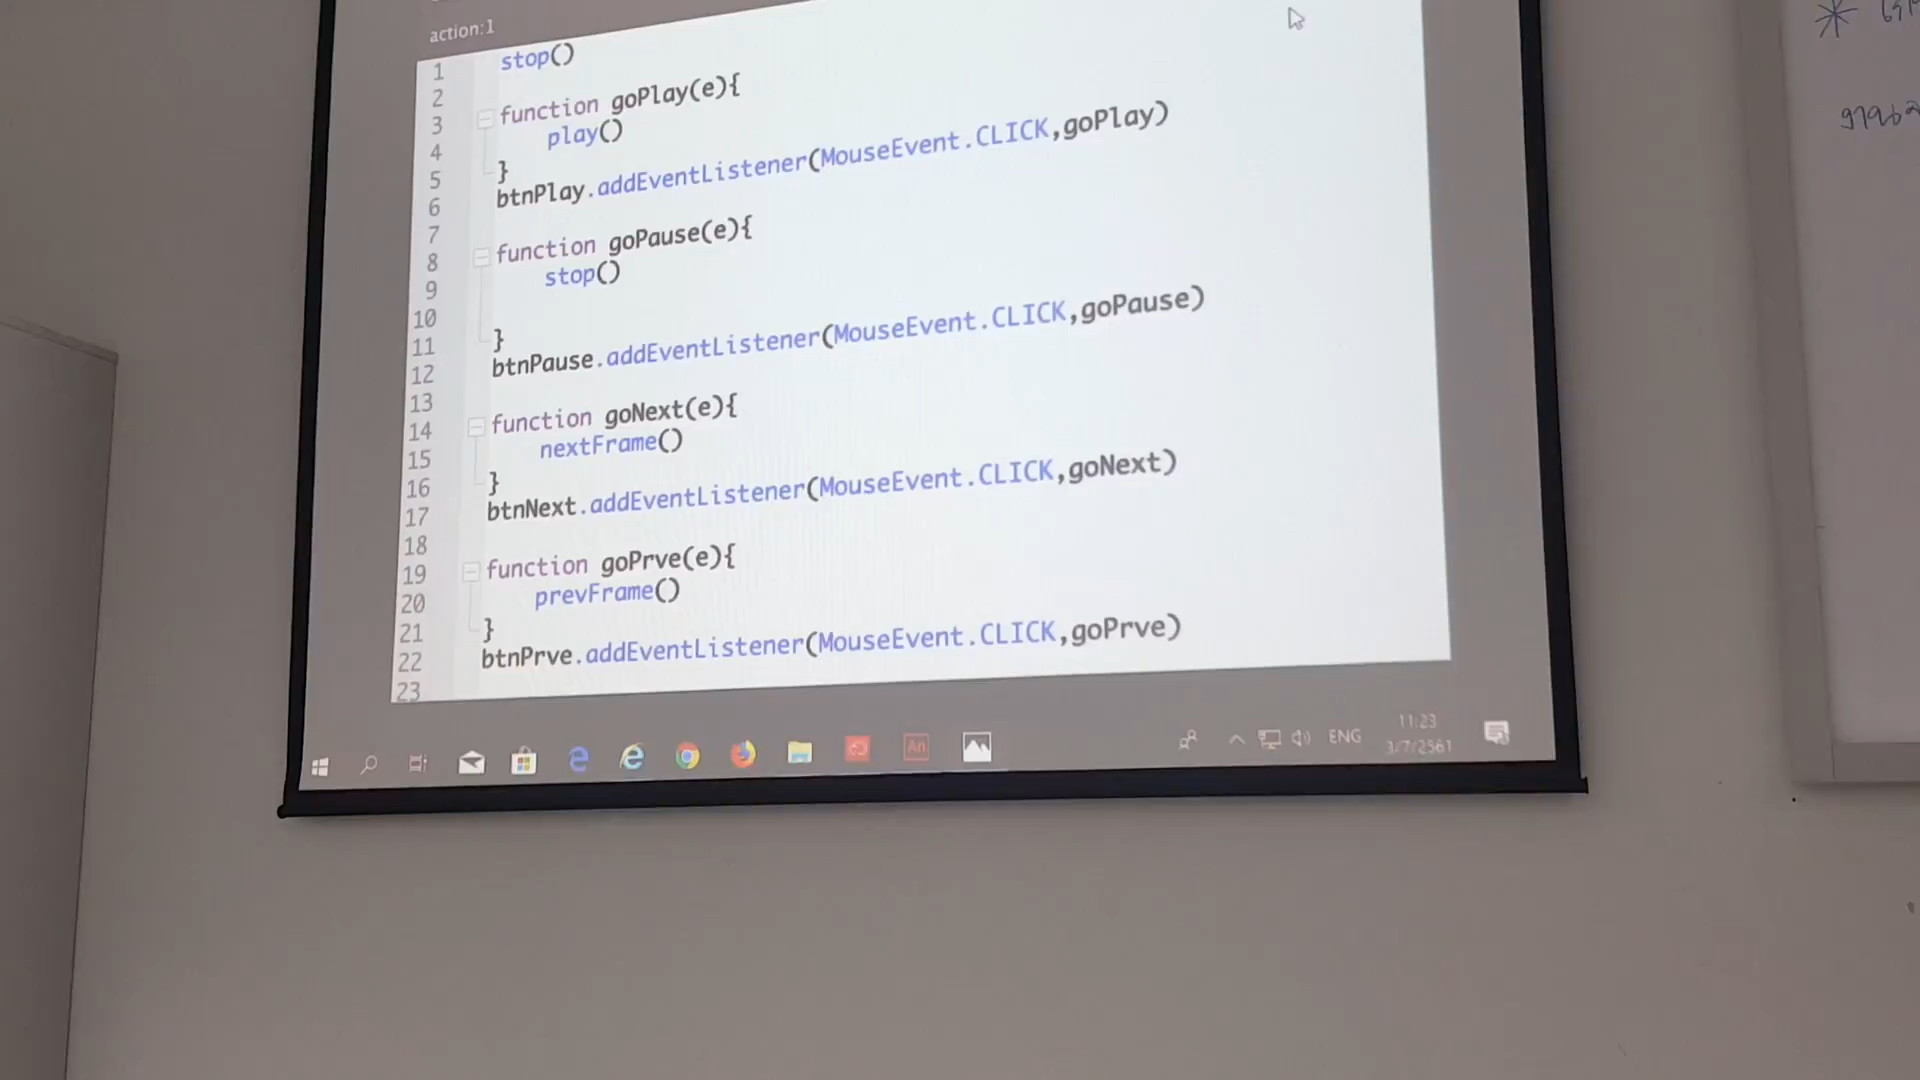 action:1
1 stop()
2
3 function goPlay(e){
4 play()
5 }
6 btnPlay.addEventListener(MouseEvent.CLICK,goPlay)
7
8 function goPause(e){
9 stop()
10
11 }
12 btnPause.addEventListener(MouseEvent.CLICK,goPause)
13
14 function goNext(e){
15 nextFrame()
16 }
17 btnNext.addEventListener(MouseEvent.CLICK,goNext)
18
19 function goPrve(e){
20 prevFrame()
21 }
22 btnPrve.addEventListener(MouseEvent.CLICK,goPrve)
23
An
ENG
11:23
3/7/2561